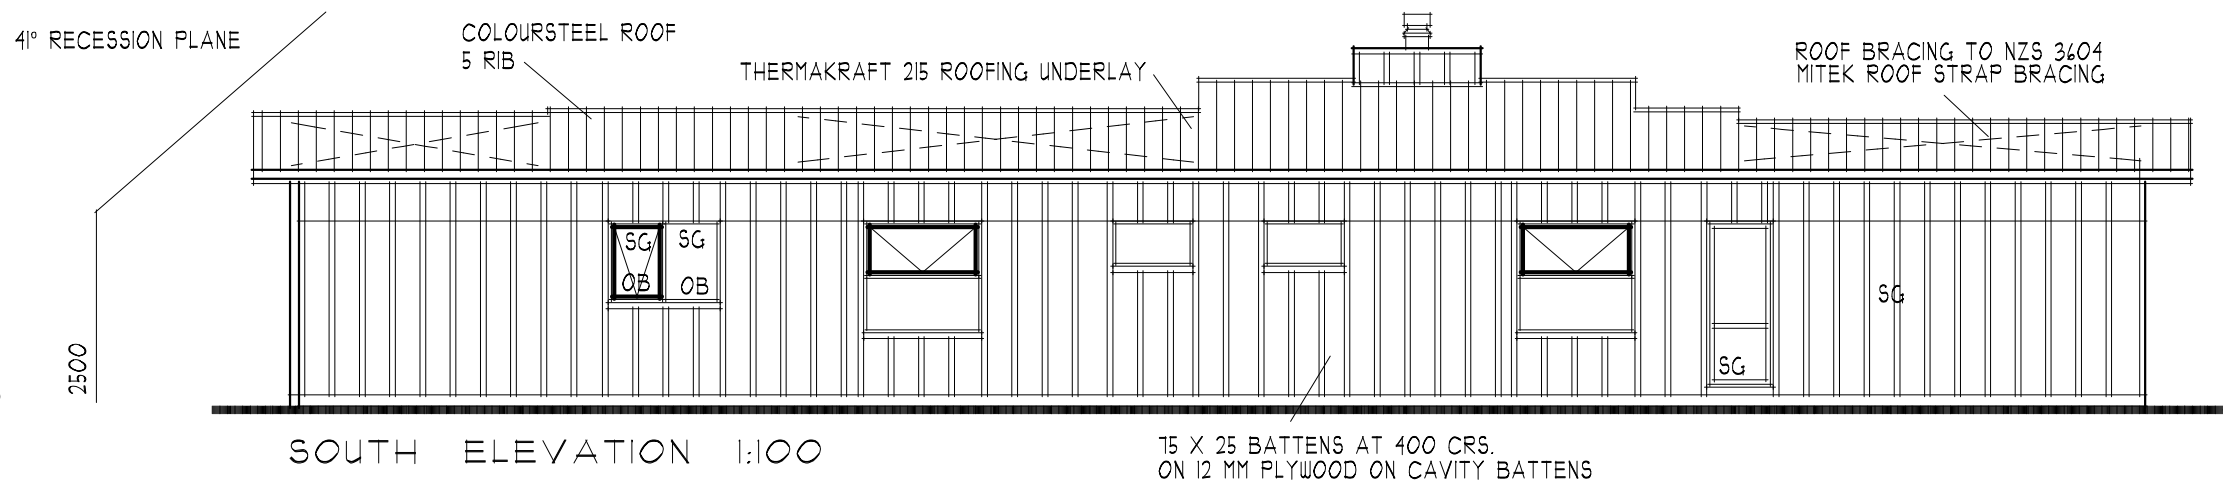 41° RECESSION PLANE
COLOURSTEEL ROOF
5 RIB
THERMAKRAFT 215 ROOFING UNDERLAY
ROOF BRACING TO NZS 3604
MITEK ROOF STRAP BRACING
SG
SG
OB
OB
SG
SG
2500
SOUTH ELEVATION 1:100
75 X 25 BATTENS AT 400 CRS.
ON 12 MM PLYWOOD ON CAVITY BATTENS